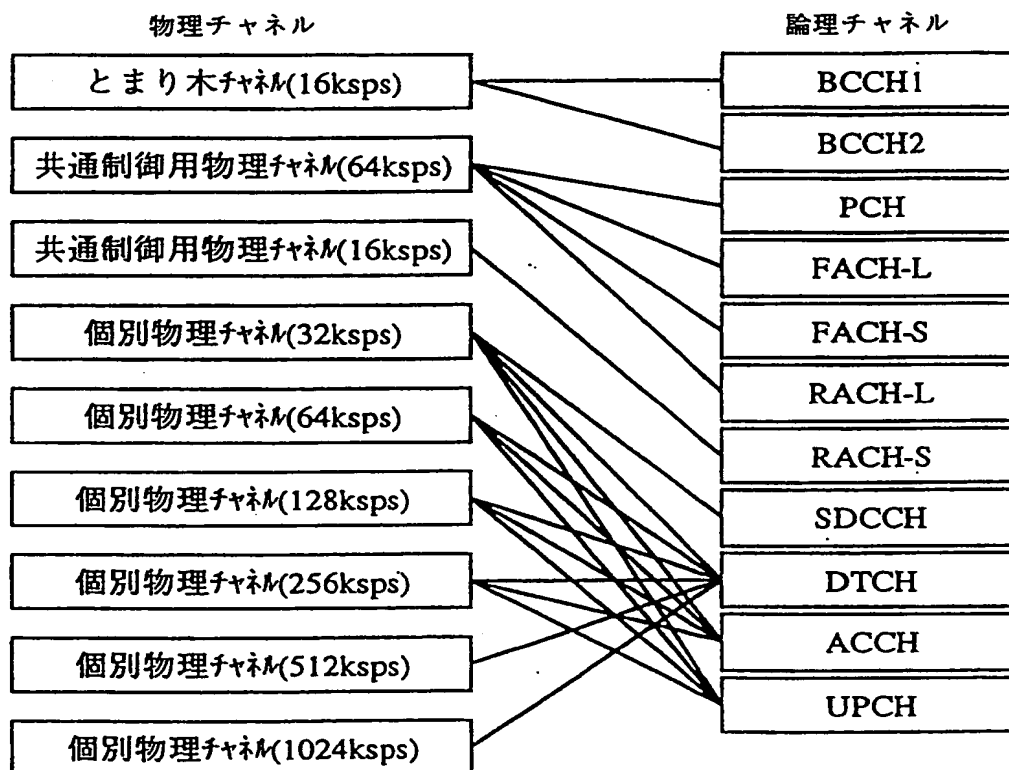 物理チャネル
とまり木チャネル(16ksps)
共通制御用物理チャネル(64ksps)
共通制御用物理チャネル(16ksps)
個別物理チャネル(32ksps)
個別物理チャネル(64ksps)
個別物理チャネル(128ksps)
個別物理チャネル(256ksps)
個別物理チャネル(512ksps)
個別物理チャネル(1024ksps)
論理チャネル
BCCH1
BCCH2
PCH
FACH-L
FACH-S
RACH-L
RACH-S
SDCCH
DTCH
ACCH
UPCH